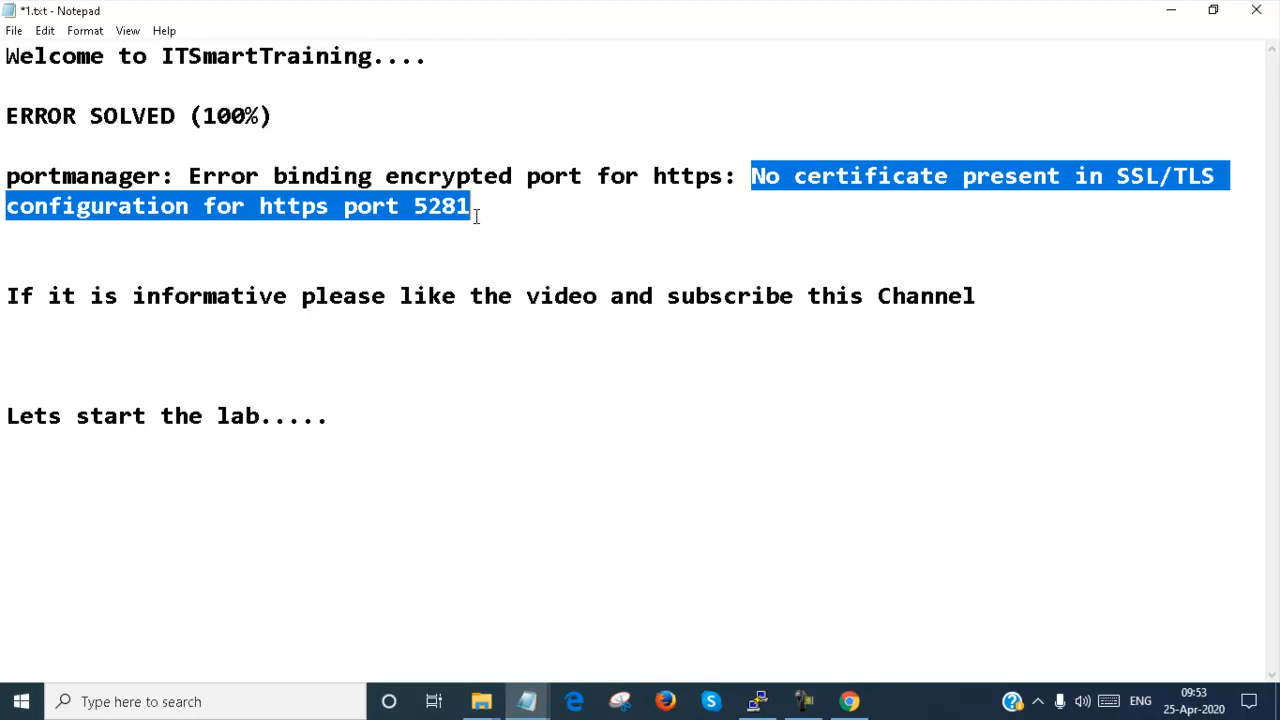 *1.txt - Notepad
File Edit Format View Help
Welcome to ITSmartTraining....
ERROR SOLVED (100%)
portmanager: Error binding encrypted port for https: No certificate present in SSL/TLS
configuration for https port 5281
If it is informative please like the video and subscribe this Channel
Lets start the lab.....
Type here to search
ENG
09:53
25-Apr-2020